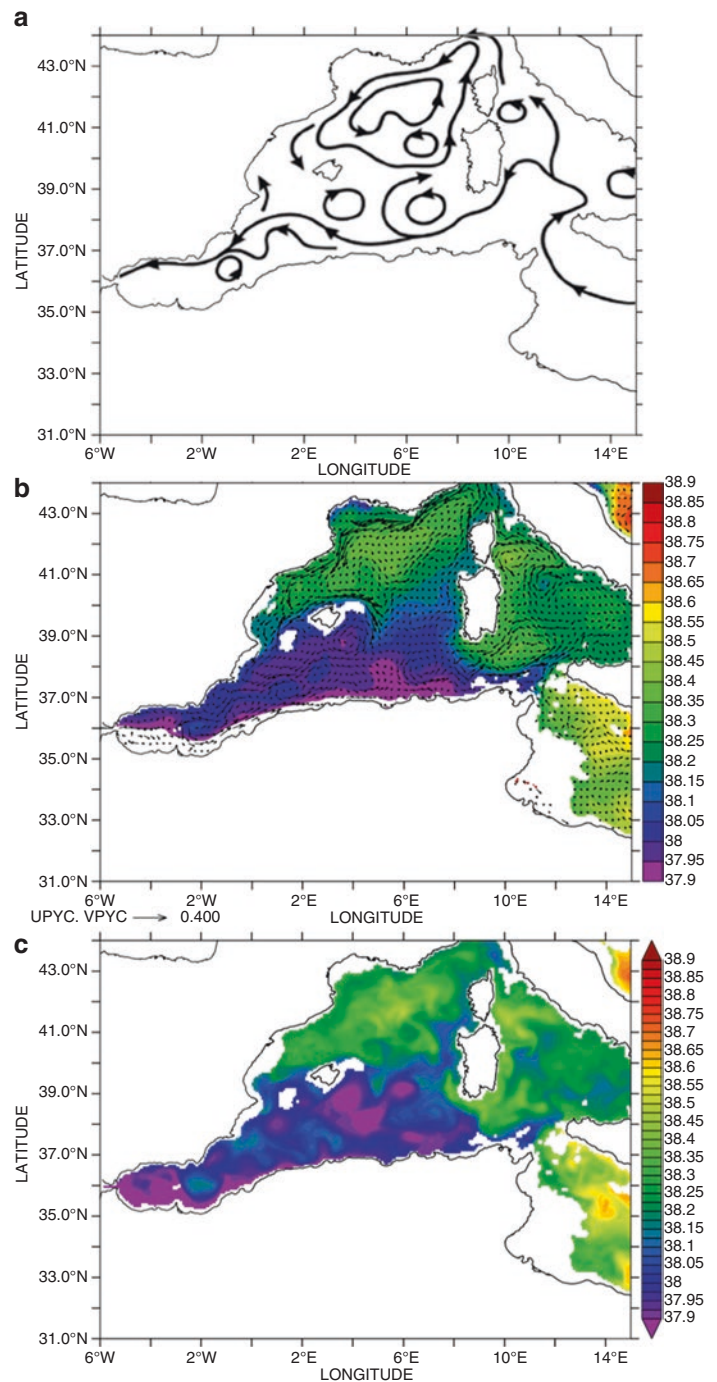 a
43.0°N
41.0°N
39.0°N
37.0°N
35.0°N
33.0°N
31.0°N
LATITUDE
6°W 2°W 2°E 6°E 10°E 14°E
LONGITUDE
b
43.0°N
41.0°N
39.0°N
37.0°N
35.0°N
33.0°N
31.0°N
LATITUDE
38.9
38.85
38.8
38.75
38.7
38.65
38.6
38.55
38.5
38.45
38.4
38.35
38.3
38.25
38.2
38.15
38.1
38.05
38
37.95
37.9
6°W 2°W 2°E 6°E 10°E 14°E
UPYC. VPYC 0.400 LONGITUDE
c
43.0°N
41.0°N
39.0°N
37.0°N
35.0°N
33.0°N
31.0°N
LATITUDE
38.9
38.85
38.8
38.75
38.7
38.65
38.6
38.55
38.5
38.45
38.4
38.35
38.3
38.25
38.2
38.15
38.1
38.05
38
37.95
37.9
6°W 2°W 2°E 6°E 10°E 14°E
LONGITUDE